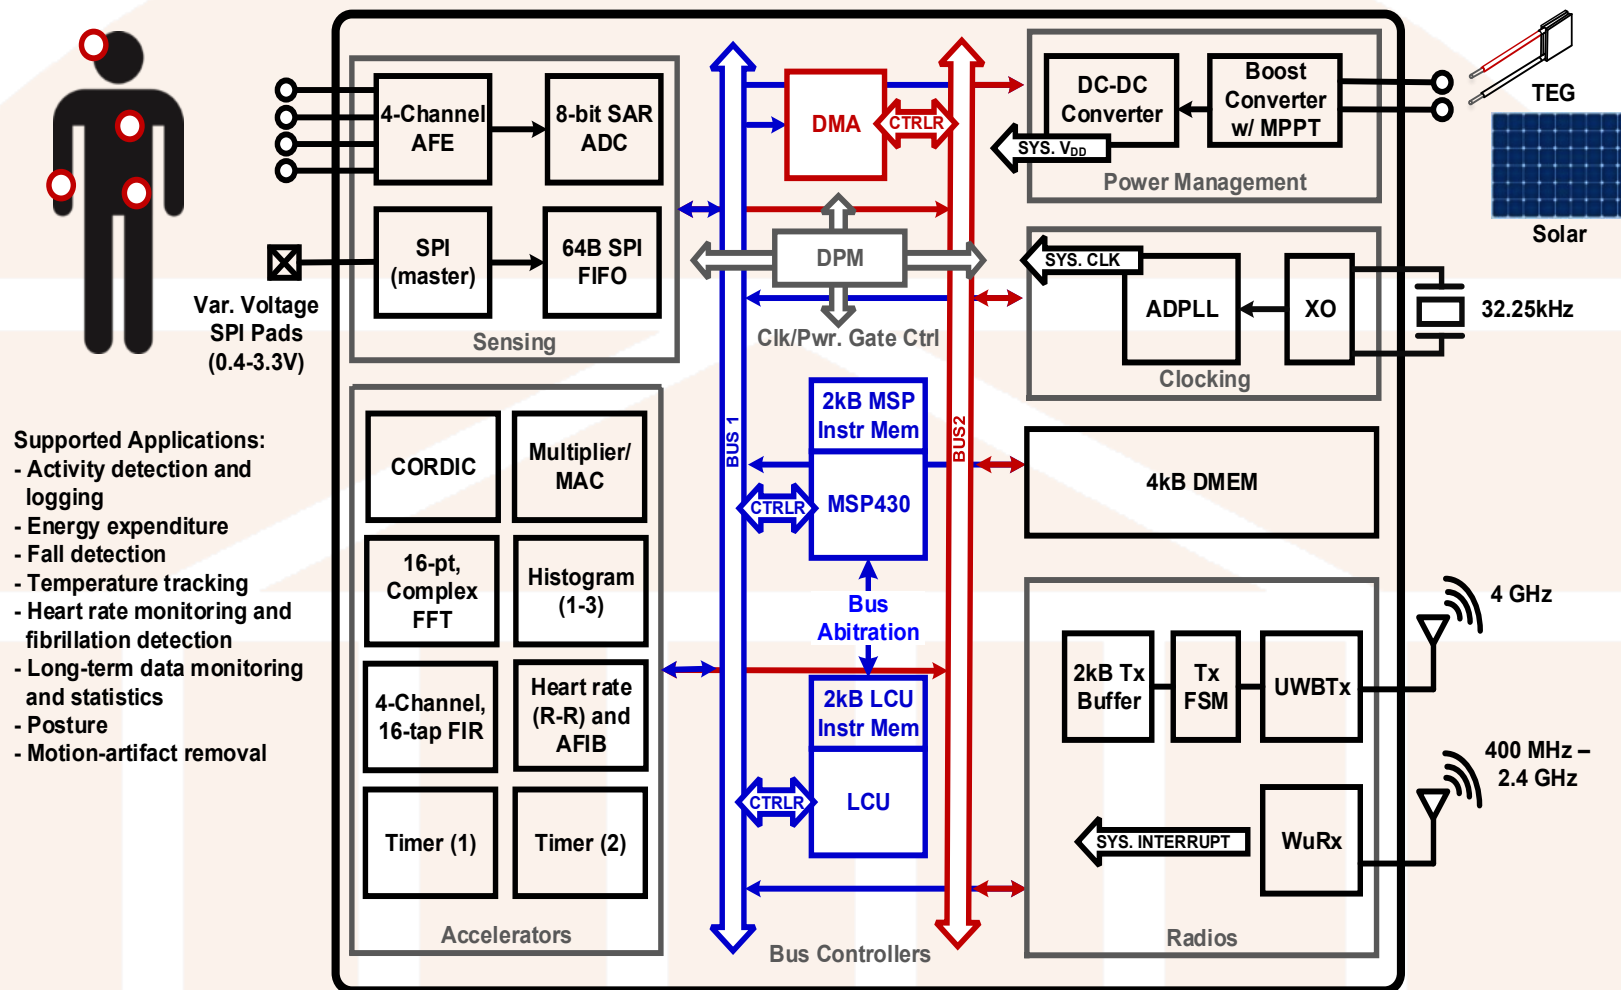 4-Channel
AFE
8-bit SAR
ADC
SPI
(master)
64B SPI
FIFO
Sensing
Var. Voltage
SPI Pads
(0.4-3.3V)
Supported Applications:
- Activity detection and
logging
- Energy expenditure
- Fall detection
- Temperature tracking
- Heart rate monitoring and
fibrillation detection
- Long-term data monitoring
and statistics
- Posture
- Motion-artifact removal
CORDIC
Multiplier/
MAC
16-pt,
Complex
FFT
Histogram
(1-3)
4-Channel,
16-tap FIR
Heart rate
(R-R) and
AFIB
Timer (1)
Timer (2)
Accelerators
BUS 1
DMA
CTRLR
DPM
Clk/Pwr. Gate Ctrl
2kB MSP
Instr Mem
MSP430
CTRLR
Bus
Abitration
2kB LCU
Instr Mem
LCU
CTRLR
Bus Controllers
BUS2
DC-DC
Converter
Boost
Converter
w/ MPPT
SYS. VDD
Power Management
TEG
Solar
SYS. CLK
ADPLL
XO
Clocking
32.25kHz
4kB DMEM
2kB Tx
Buffer
Tx
FSM
UWBTx
4 GHz
SYS. INTERRUPT
WuRx
400 MHz –
2.4 GHz
Radios